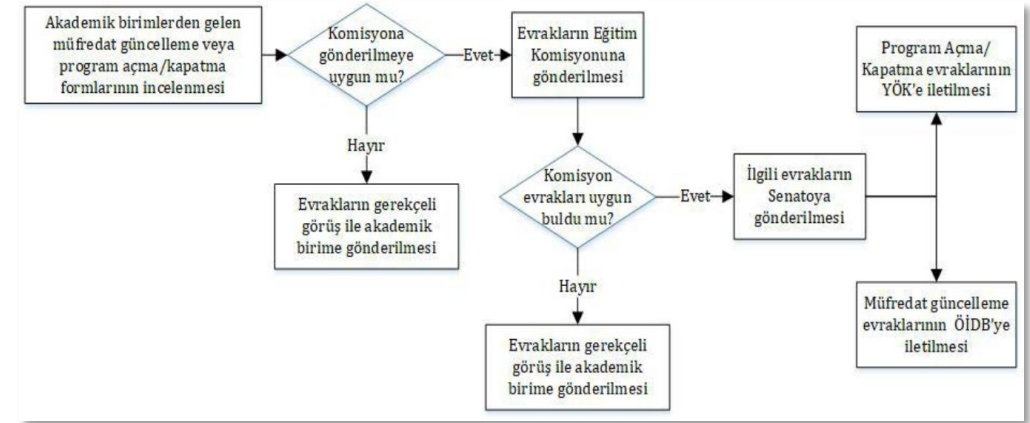 Akademik birimlerden gelen
müfredat güncelleme veya
program açma/kapatma
formlarının incelenmesi
Komisyona
gönderilmeye
uygun mu?
Evet
Evrakların Eğitim
Komisyonuna
gönderilmesi
Hayır
Evrakların gerekçeli
görüş ile akademik
birime gönderilmesi
Komisyon
evrakları uygun
buldu mu?
Evet
İlgili evrakların
Senatoya
gönderilmesi
Hayır
Evrakların gerekçeli
görüş ile akademik
birime gönderilmesi
Program Açma/
Kapatma evraklarının
YÖK'e iletilmesi
Müfredat güncelleme
evraklarının ÖİDB'ye
iletilmesi